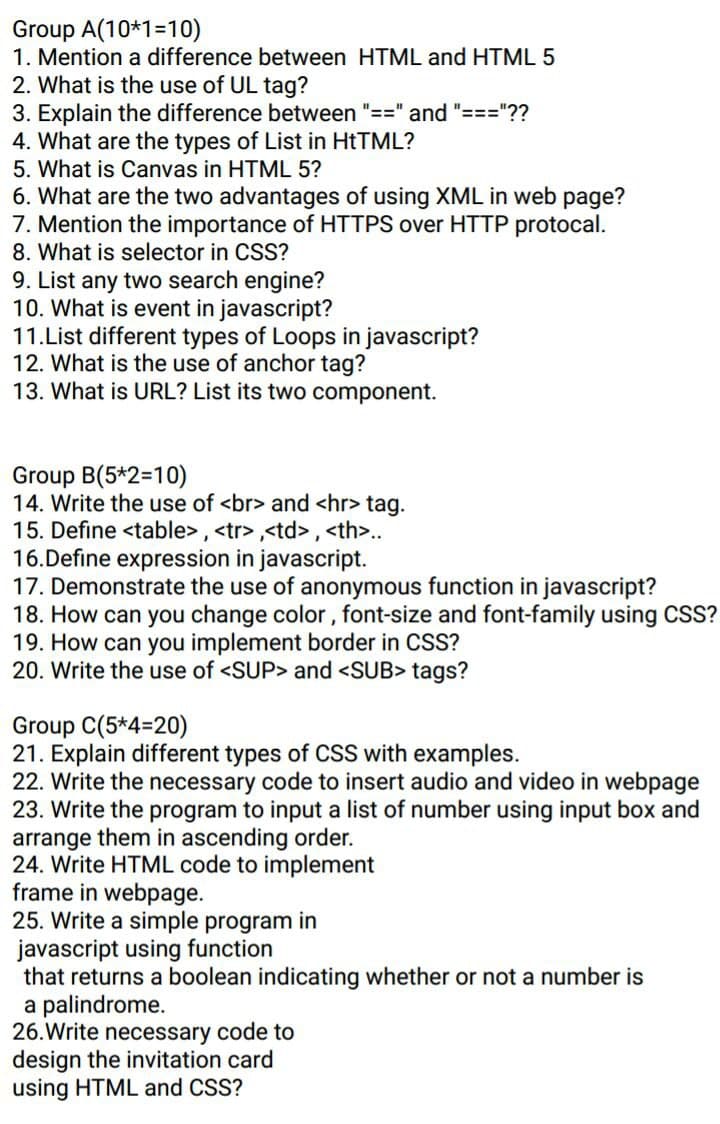 Group A(10*1=10)
1. Mention a difference between HTML and HTML 5
2. What is the use of UL tag?
3. Explain the difference between "==" and "==="??
4. What are the types of List in HtTML?
5. What is Canvas in HTML 5?
6. What are the two advantages of using XML in web page?
7. Mention the importance of HTTPS over HTTP protocal.
8. What is selector in CSS?
9. List any two search engine?
10. What is event in javascript?
11.List different types of Loops in javascript?
12. What is the use of anchor tag?
13. What is URL? List its two component.
Group B(5*2=10)
14. Write the use of <br> and <hr> tag.
15. Define <table> , <tr> ,<td> , <th>..
16.Define expression in javascript.
17. Demonstrate the use of anonymous function in javascript?
18. How can you change color , font-size and font-family using CSS?
19. How can you implement border in CSS?
20. Write the use of <SUP> and <SUB> tags?
Group C(5*4=20)
21. Explain different types of CSS with examples.
22. Write the necessary code to insert audio and video in webpage
23. Write the program to input a list of number using input box and
arrange them in ascending order.
24. Write HTML code to implement
frame in webpage.
25. Write a simple program in
javascript using function
that returns a boolean indicating whether or not a number is
a palindrome.
26.Write necessary code to
design the invitation card
using HTML and CSS?